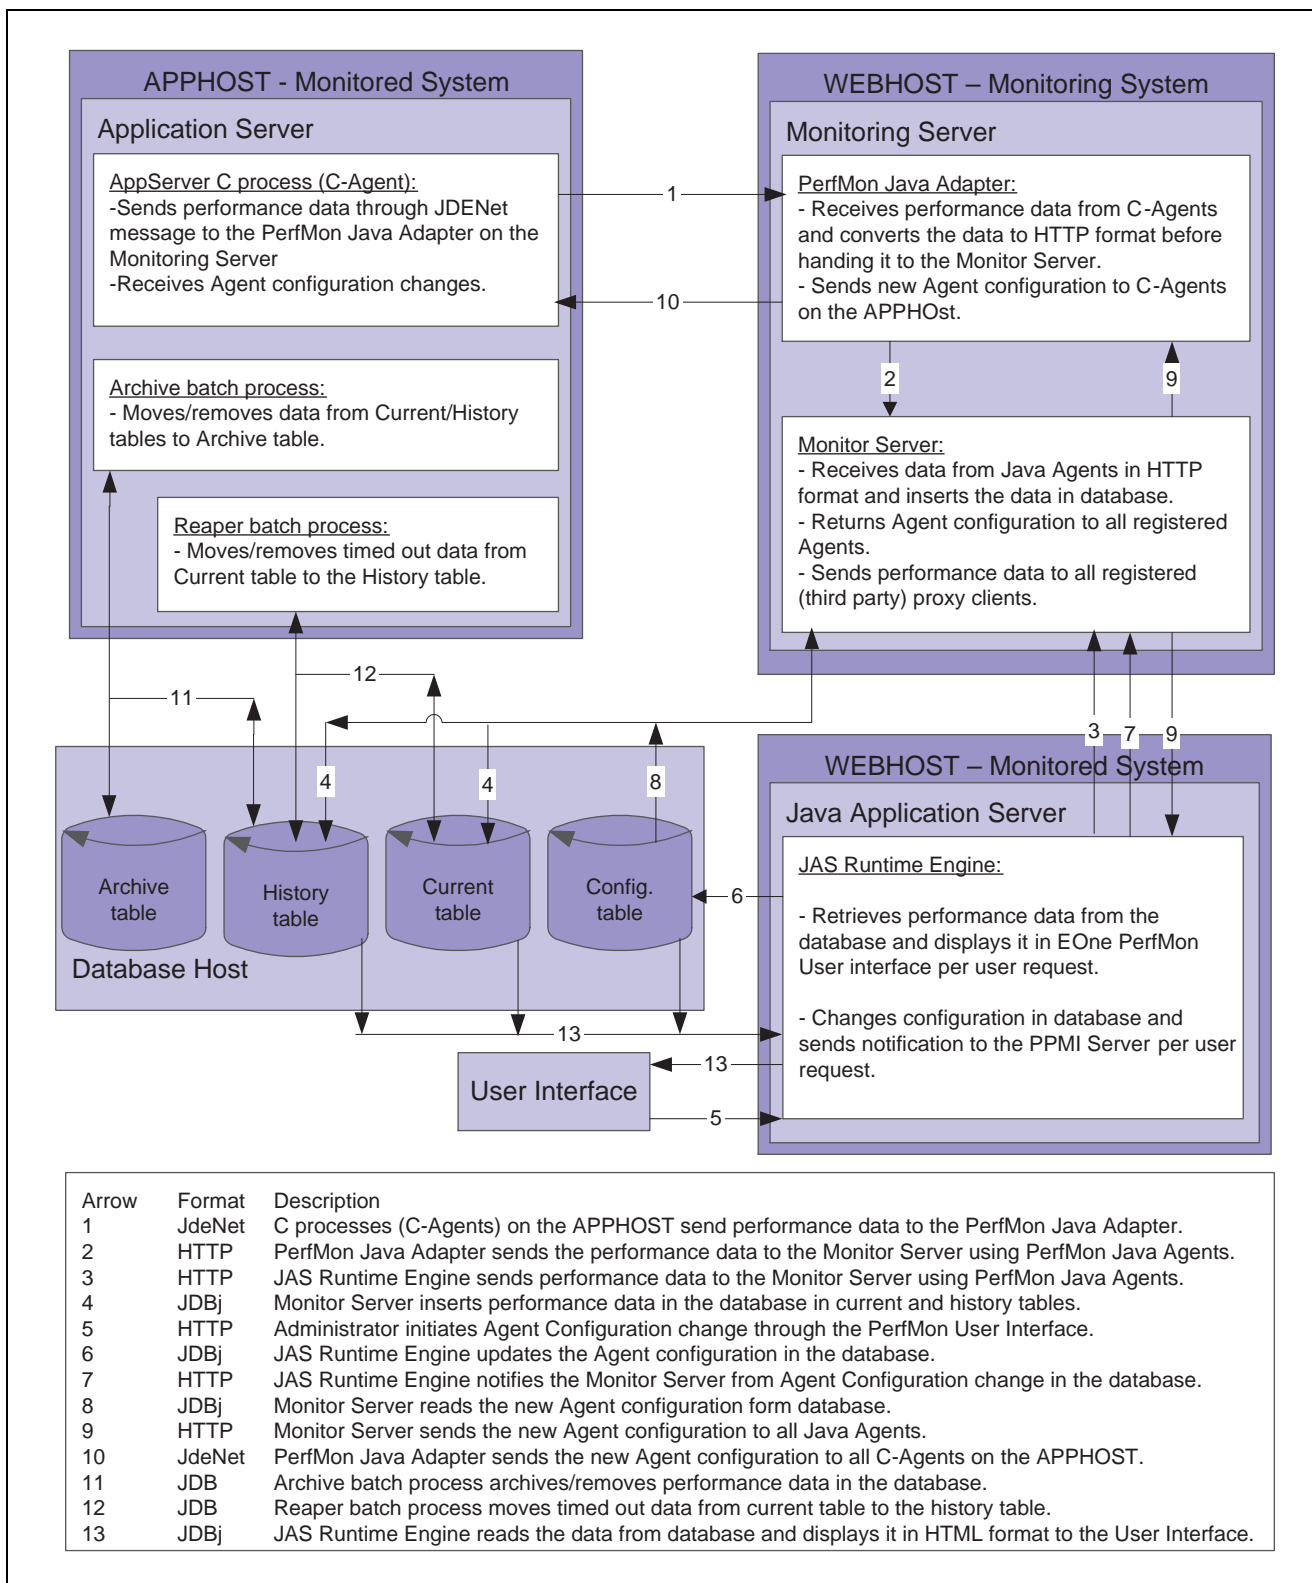 APPHOST - Monitored System
Application Server
AppServer C process (C-Agent):
-Sends performance data through JDENet
message to the PerfMon Java Adapter on the
Monitoring Server
-Receives Agent configuration changes.
Archive batch process:
- Moves/removes data from Current/History
tables to Archive table.
Reaper batch process:
- Moves/removes timed out data from
Current table to the History table.
1
10
WEBHOST – Monitoring System
Monitoring Server
PerfMon Java Adapter:
- Receives performance data from C-Agents
and converts the data to HTTP format before
handing it to the Monitor Server.
- Sends new Agent configuration to C-Agents
on the APPHOst.
2
9
Monitor Server:
- Receives data from Java Agents in HTTP
format and inserts the data in database.
- Returns Agent configuration to all registered
Agents.
- Sends performance data to all registered
(third party) proxy clients.
12
11
3
7
9
4
4
8
Archive
table
History
table
Current
table
Config.
table
Database Host
6
WEBHOST – Monitored System
Java Application Server
JAS Runtime Engine:
- Retrieves performance data from the
database and displays it in EOne PerfMon
User interface per user request.
- Changes configuration in database and
sends notification to the PPMI Server per user
request.
13
13
User Interface
5
Arrow Format Description
1 JdeNet C processes (C-Agents) on the APPHOST send performance data to the PerfMon Java Adapter.
2 HTTP PerfMon Java Adapter sends the performance data to the Monitor Server using PerfMon Java Agents.
3 HTTP JAS Runtime Engine sends performance data to the Monitor Server using PerfMon Java Agents.
4 JDBj Monitor Server inserts performance data in the database in current and history tables.
5 HTTP Administrator initiates Agent Configuration change through the PerfMon User Interface.
6 JDBj JAS Runtime Engine updates the Agent configuration in the database.
7 HTTP JAS Runtime Engine notifies the Monitor Server from Agent Configuration change in the database.
8 JDBj Monitor Server reads the new Agent configuration form database.
9 HTTP Monitor Server sends the new Agent configuration to all Java Agents.
10 JdeNet PerfMon Java Adapter sends the new Agent configuration to all C-Agents on the APPHOST.
11 JDB Archive batch process archives/removes performance data in the database.
12 JDB Reaper batch process moves timed out data from current table to the history table.
13 JDBj JAS Runtime Engine reads the data from database and displays it in HTML format to the User Interface.